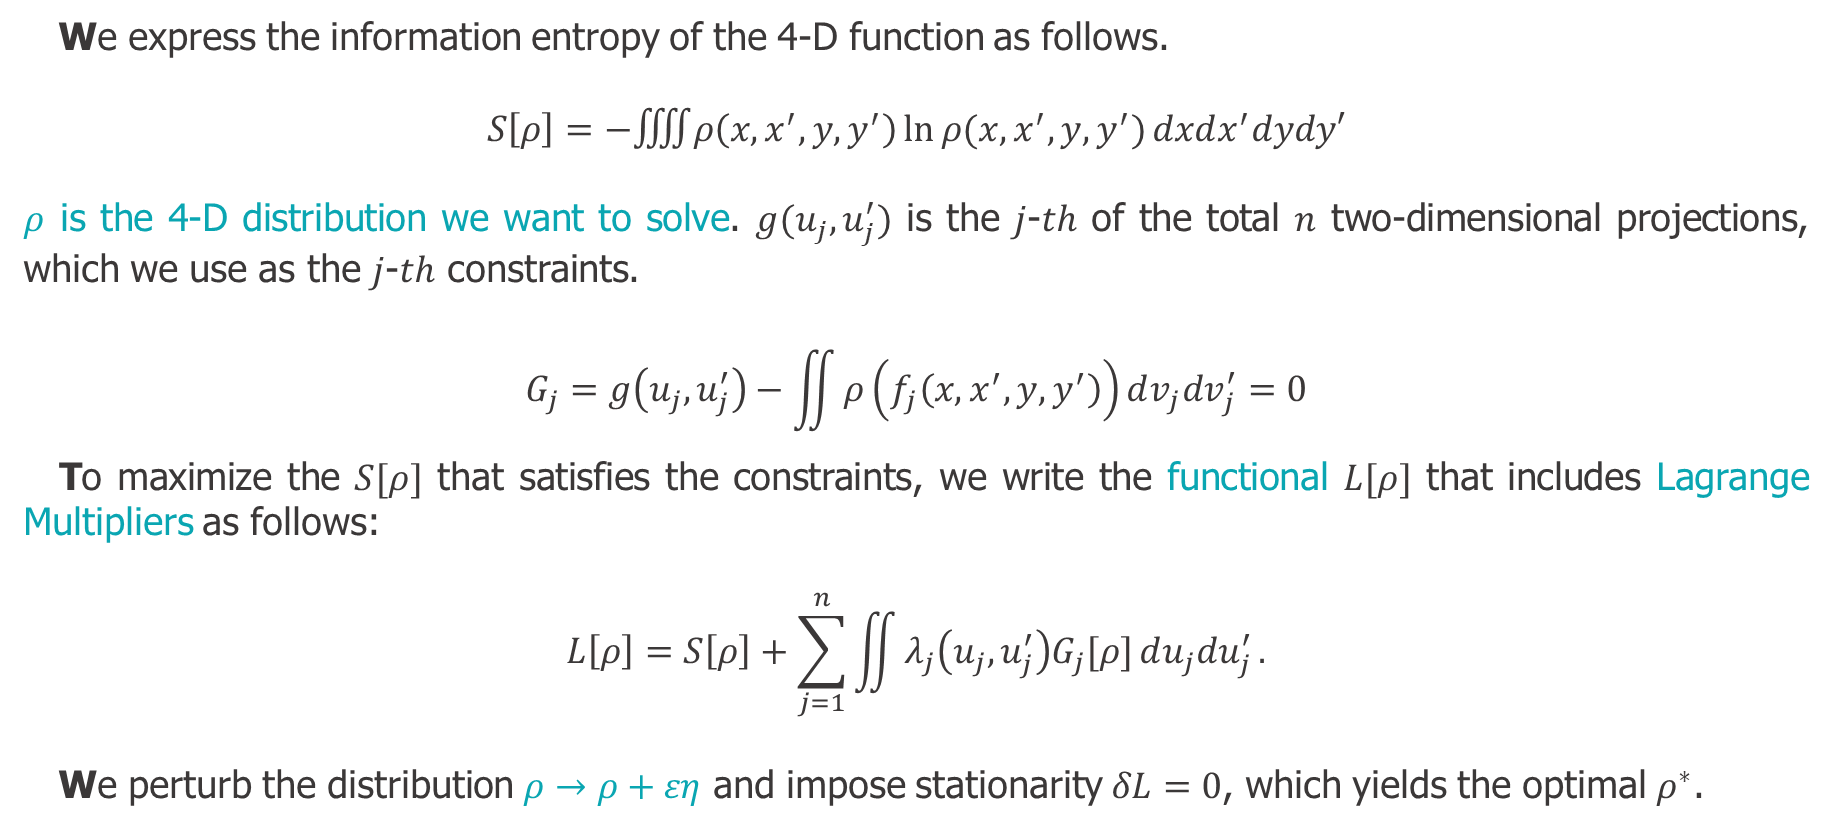 We express the information entropy of the 4-D function as follows.
S[ρ] = −∬∬ρ(x, x′, y, y′) ln ρ(x, x′, y, y′) dxdx′dydy′
ρ is the 4-D distribution we want to solve. g(u_j, u′_j) is the j-th of the total n two-dimensional projections,
which we use as the j-th constraints.
G_j = g(u_j, u′_j) − ∬ ρ (f_j(x, x′, y, y′)) dv_j dv′_j = 0
To maximize the S[ρ] that satisfies the constraints, we write the functional L[ρ] that includes Lagrange
Multipliers as follows:
L[ρ] = S[ρ] + ∑_{j=1}^{n} ∬ λ_j(u_j, u′_j)G_j[ρ] du_j du′_j .
We perturb the distribution ρ → ρ + εη and impose stationarity δL = 0, which yields the optimal ρ*.